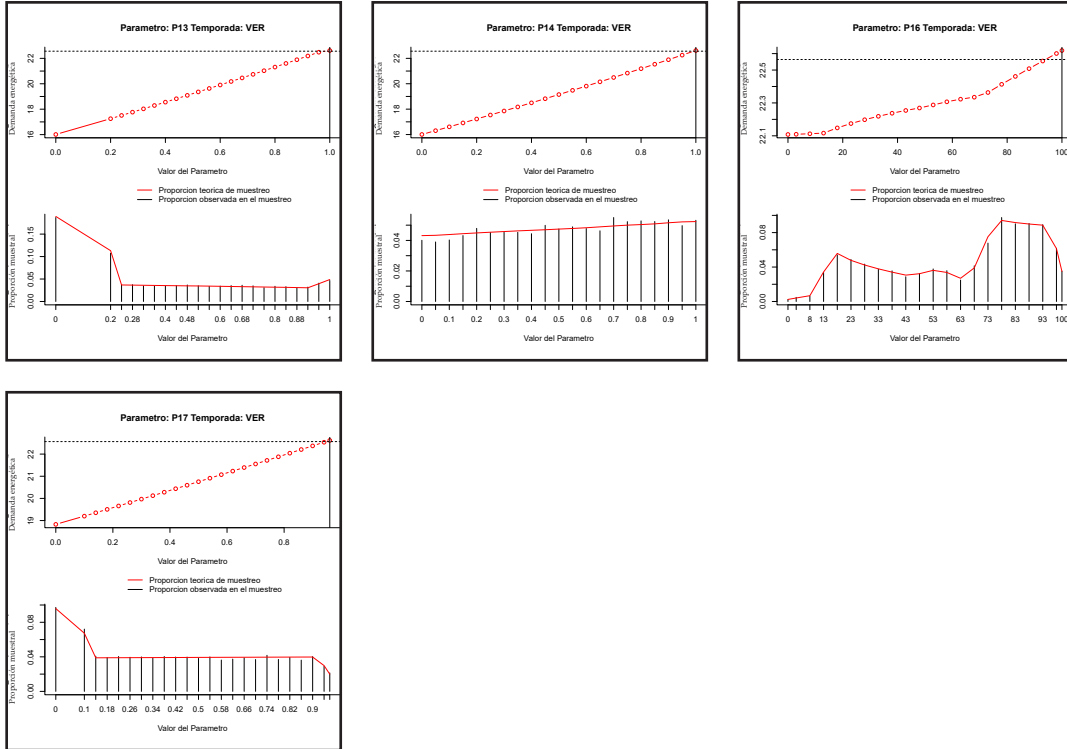 Parametro: P13 Temporada: VER
Demanda energética
16 18 20 22
0.0 0.2 0.4 0.6 0.8 1.0
Valor del Parametro
Proporcion teorica de muestreo
Proporcion observada en el muestreo
Proporción muestral
0.00 0.05 0.10 0.15
0 0.2 0.28 0.4 0.48 0.6 0.68 0.8 0.88 1
Valor del Parametro
Parametro: P14 Temporada: VER
Demanda energética
16 18 20 22
0.0 0.2 0.4 0.6 0.8 1.0
Valor del Parametro
Proporcion teorica de muestreo
Proporcion observada en el muestreo
Proporción muestral
0.00 0.02 0.04
0 0.1 0.2 0.3 0.4 0.5 0.6 0.7 0.8 0.9 1
Valor del Parametro
Parametro: P16 Temporada: VER
Demanda energética
22.1 22.3 22.5
0 20 40 60 80 100
Valor del Parametro
Proporcion teorica de muestreo
Proporcion observada en el muestreo
Proporción muestral
0.00 0.04 0.08
0 8 13 23 33 43 53 63 73 83 93 100
Valor del Parametro
Parametro: P17 Temporada: VER
Demanda energética
19 20 21 22
0.0 0.2 0.4 0.6 0.8
Valor del Parametro
Proporcion teorica de muestreo
Proporcion observada en el muestreo
Proporción muestral
0.00 0.04 0.08
0 0.1 0.18 0.26 0.34 0.42 0.5 0.58 0.66 0.74 0.82 0.9
Valor del Parametro